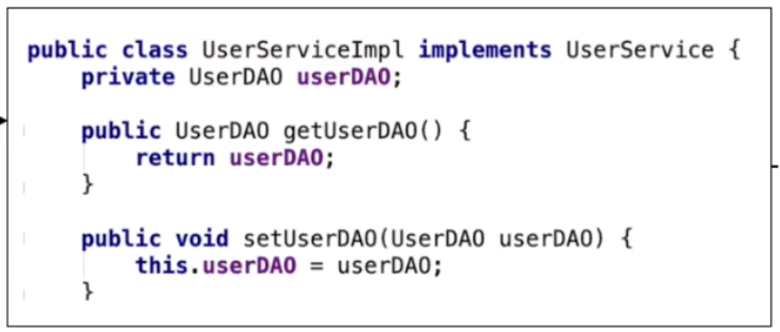 public class UserServiceImpl implements UserService {
    private UserDAO userDAO;
    public UserDAO getUserDAO() {
        return userDAO;
    }
    public void setUserDAO(UserDAO userDAO) {
        this.userDAO = userDAO;
    }